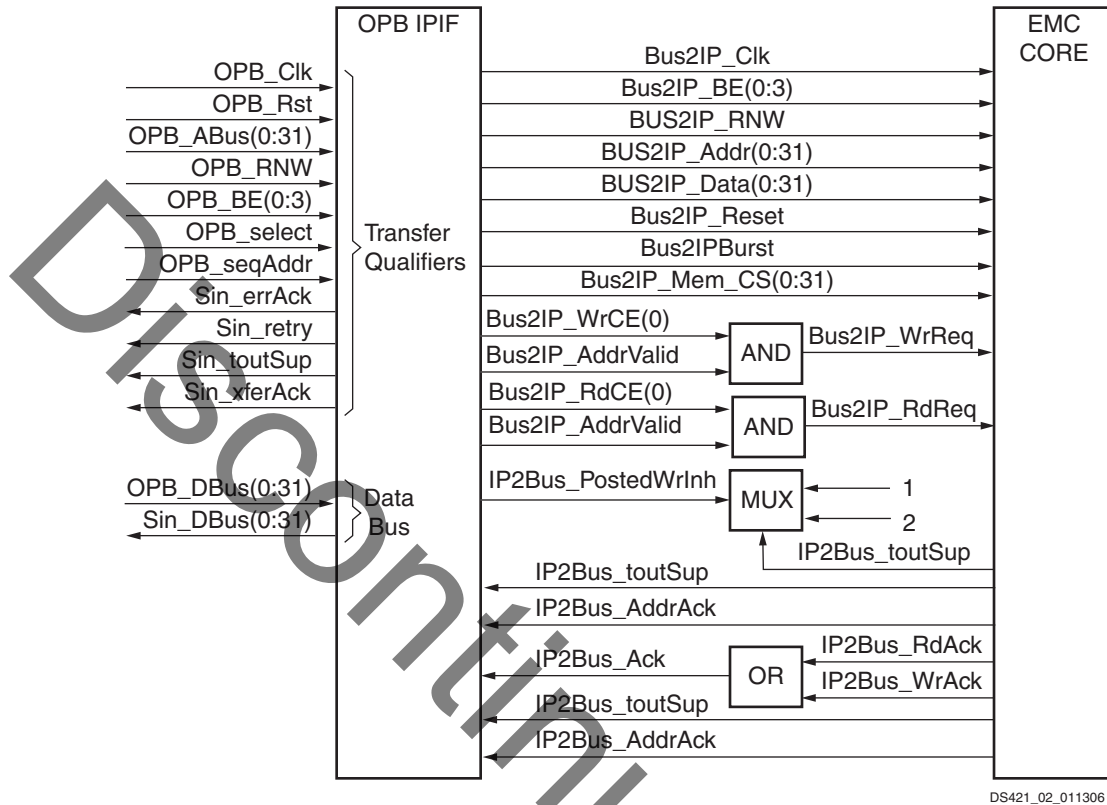 OPB IPIF
EMC
CORE
OPB_Clk
OPB_Rst
OPB_ABus(0:31)
OPB_RNW
OPB_BE(0:3)
OPB_select
OPB_seqAddr
Sin_errAck
Sin_retry
Sin_toutSup
Sin_xferAck
Transfer
Qualifiers
OPB_DBus(0:31)
Sin_DBus(0:31)
Data
Bus
Bus2IP_Clk
Bus2IP_BE(0:3)
BUS2IP_RNW
BUS2IP_Addr(0:31)
BUS2IP_Data(0:31)
Bus2IP_Reset
Bus2IPBurst
Bus2IP_Mem_CS(0:31)
Bus2IP_WrCE(0)
Bus2IP_AddrValid
AND
Bus2IP_WrReq
Bus2IP_RdCE(0)
Bus2IP_AddrValid
AND
Bus2IP_RdReq
IP2Bus_PostedWrInh
MUX
1
2
IP2Bus_toutSup
IP2Bus_toutSup
IP2Bus_AddrAck
IP2Bus_Ack
OR
IP2Bus_RdAck
IP2Bus_WrAck
IP2Bus_toutSup
IP2Bus_AddrAck
DS421_02_011306